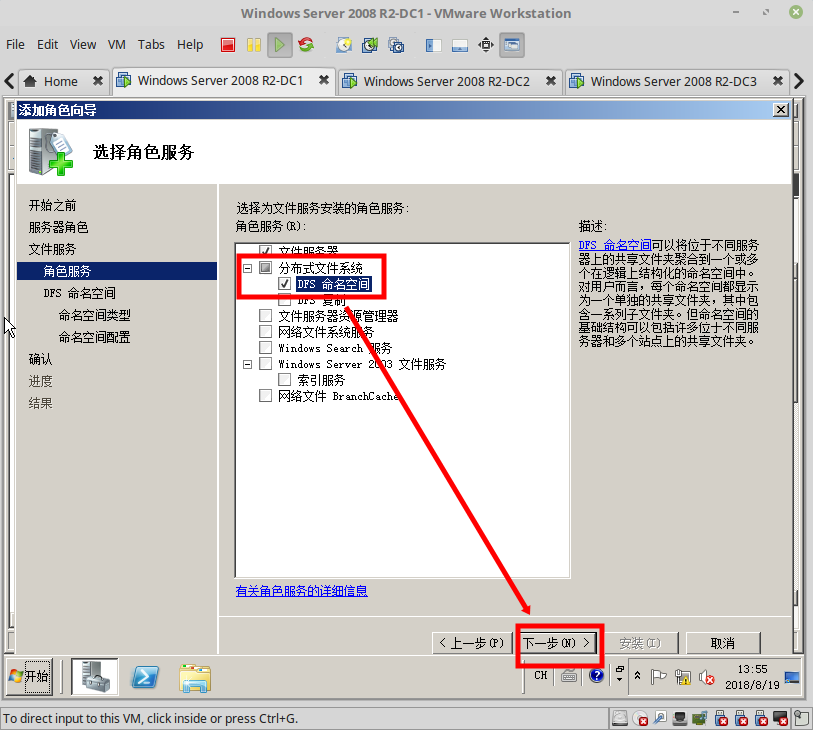 Windows Server 2008 R2-DC1 - VMware Workstation
File Edit View VM Tabs Help
Home
Windows Server 2008 R2-DC1
Windows Server 2008 R2-DC2
Windows Server 2008 R2-DC3
添加角色向导
选择角色服务
开始之前
服务器角色
文件服务
角色服务
DFS 命名空间
命名空间类型
命名空间配置
确认
进度
结果
选择为文件服务安装的角色服务:
角色服务(R):
文件服务器
分布式文件系统
DFS 命名空间
DFS 复制
文件服务器资源管理器
网络文件系统服务
Windows Search 服务
Windows Server 2003 文件服务
索引服务
网络文件 BranchCache
有关角色服务的详细信息
描述:
DFS 命名空间可以将位于不同服务
器上的共享文件夹聚合到一个或多
个在逻辑上结构化的命名空间中。
对用户而言，每个命名空间都显示
为一个单独的共享文件夹，其中包
含一系列子文件夹。但命名空间的
基础结构可以包括许多位于不同服
务器和多个站点上的共享文件夹。
< 上一步(P)
下一步(N) >
安装(I)
取消
开始
CH
13:55
2018/8/19
To direct input to this VM, click inside or press Ctrl+G.